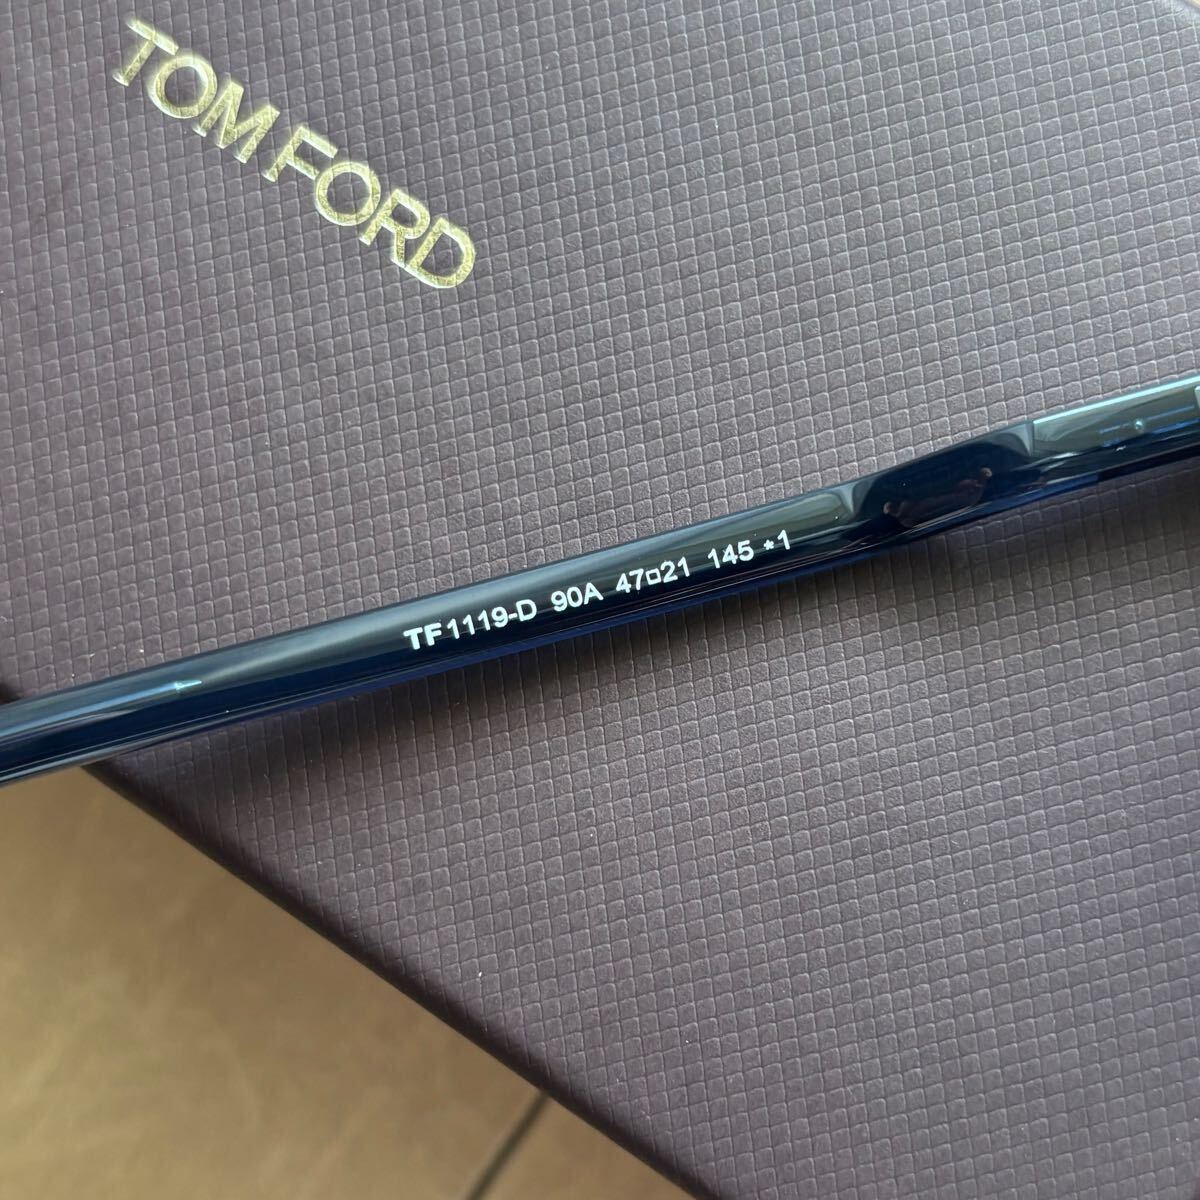 TOM FORD
TF1119-D 90A 47□21 145 *1